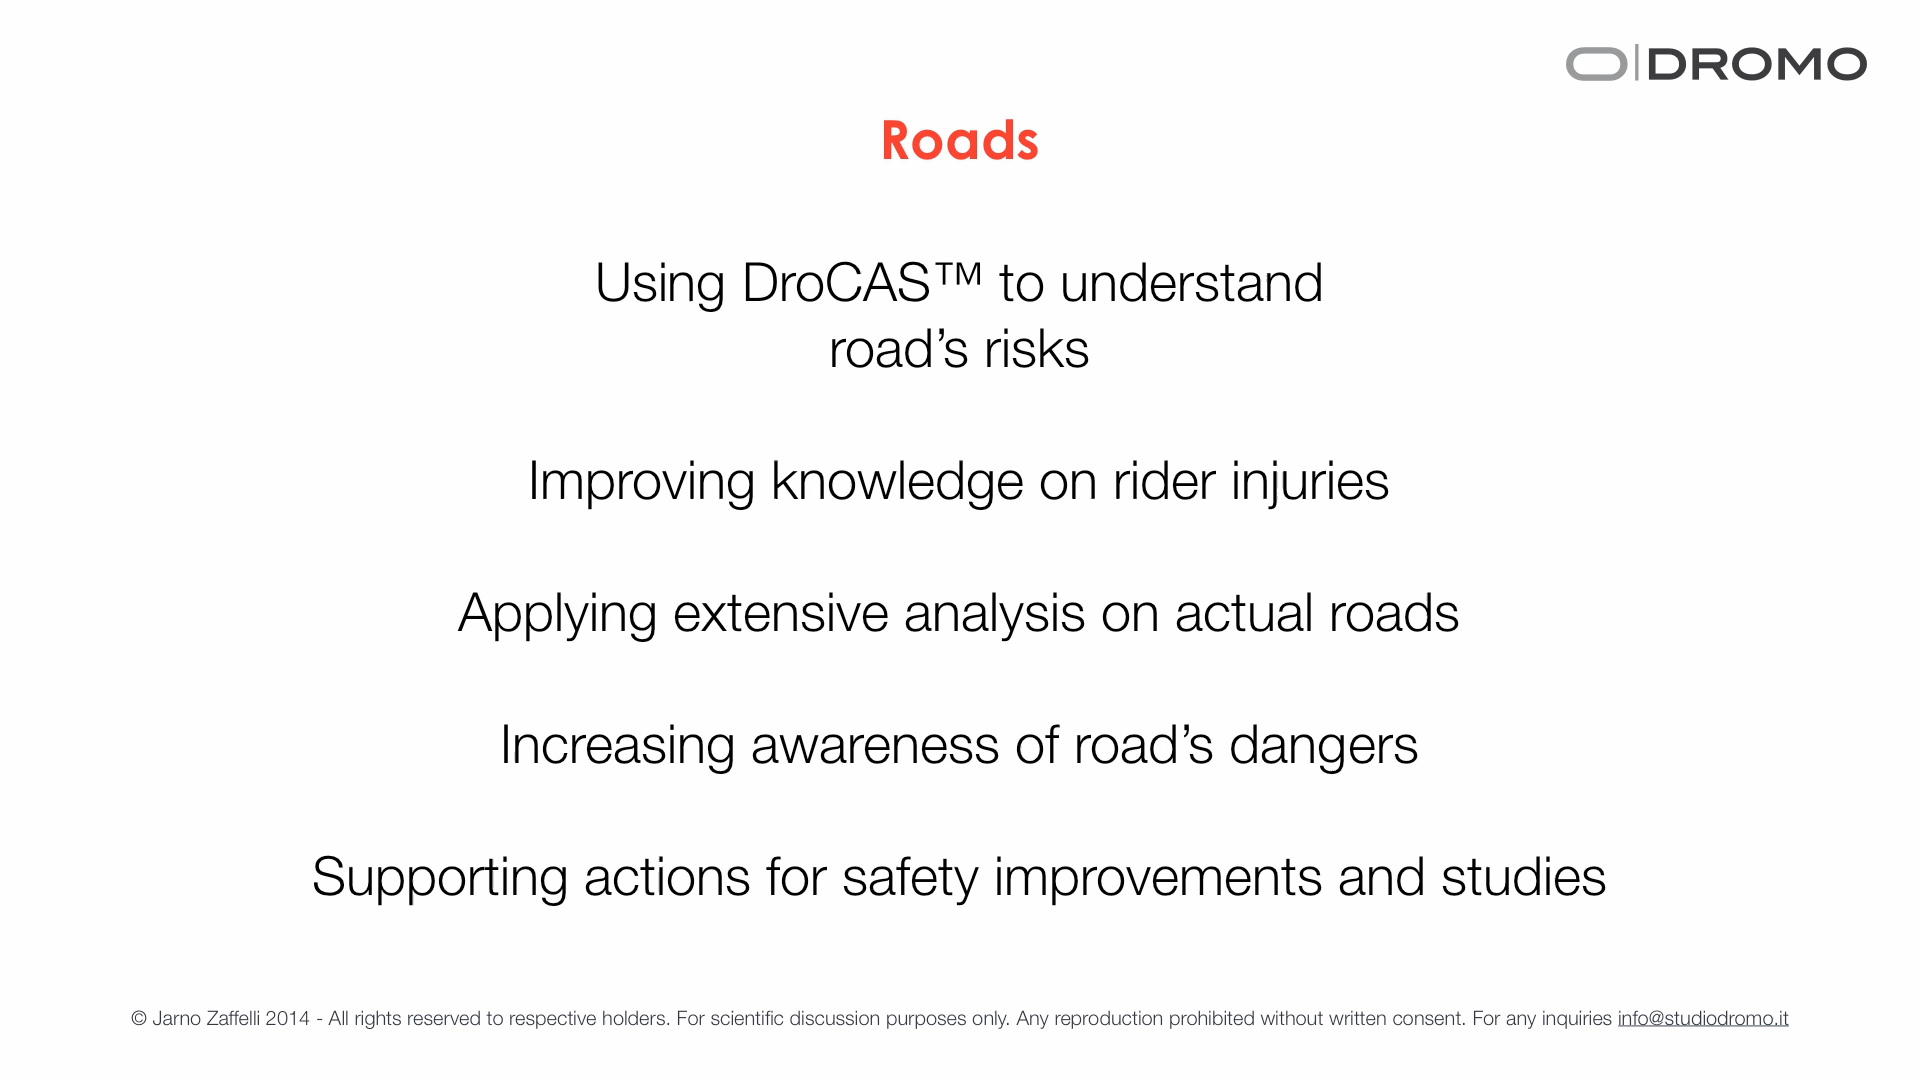 DROMO
Roads
Using DroCAS™ to understand
road’s risks
Improving knowledge on rider injuries
Applying extensive analysis on actual roads
Increasing awareness of road’s dangers
Supporting actions for safety improvements and studies
© Jarno Zaffelli 2014 - All rights reserved to respective holders. For scientific discussion purposes only. Any reproduction prohibited without written consent. For any inquiries info@studiodromo.it